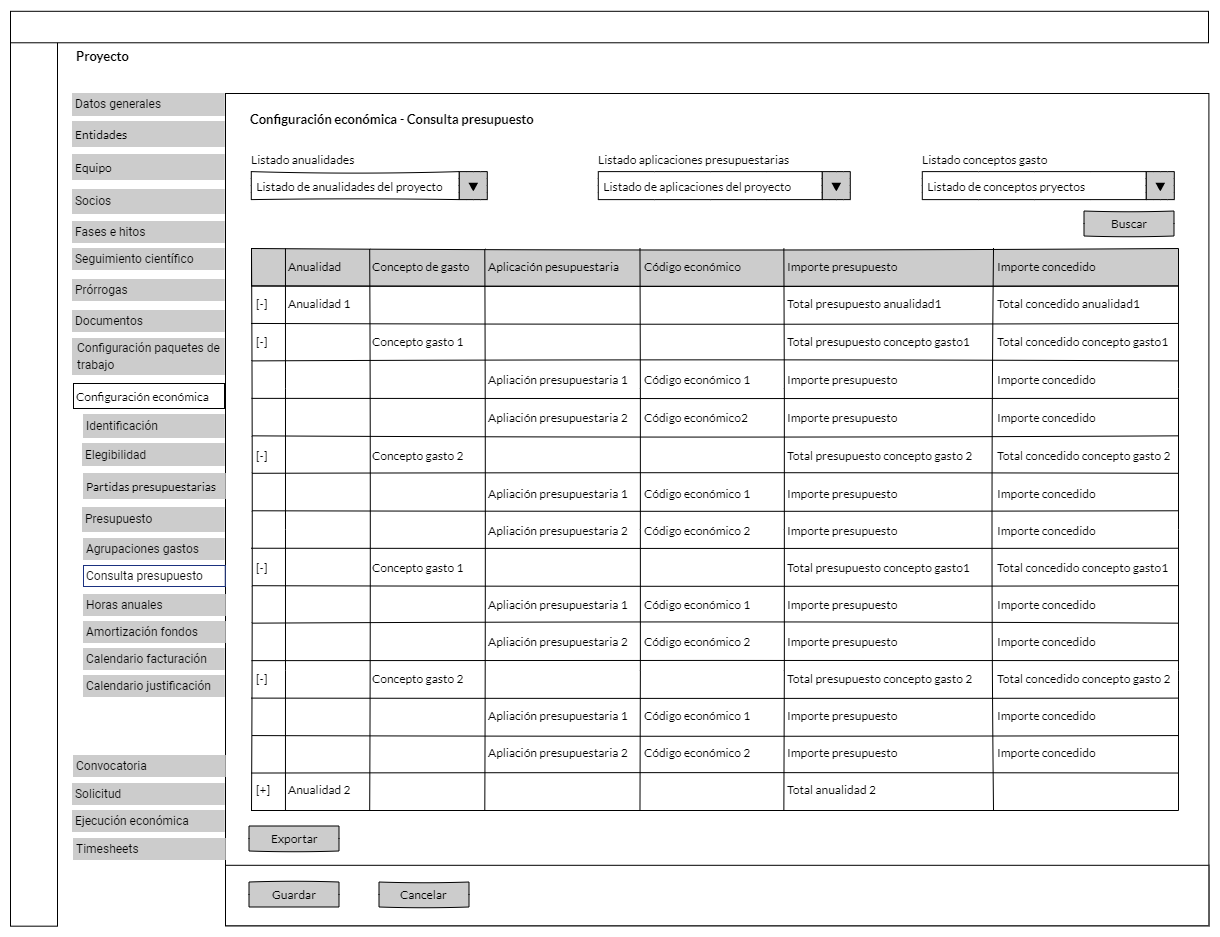 Proyecto
Datos generales
Entidades
Equipo
Socios
Fases e hitos
Seguimiento científico
Prórrogas
Documentos
Configuración paquetes de
trabajo
Configuración económica
Identificación
Elegibilidad
Partidas presupuestarias
Presupuesto
Agrupaciones gastos
Consulta presupuesto
Horas anuales
Amortización fondos
Calendario facturación
Calendario justificación
Convocatoria
Solicitud
Ejecución económica
Timesheets
Configuración económica - Consulta presupuesto
Listado anualidades Listado aplicaciones presupuestarias Listado conceptos gasto
Listado de anualidades del proyecto ▼ Listado de aplicaciones del proyecto ▼ Listado de conceptos pryectos ▼
Buscar
Anualidad Concepto de gasto Aplicación pesupuestaria Código económico Importe presupuesto Importe concedido
[-] Anualidad 1 Total presupuesto anualidad1 Total concedido anualidad1
[-] Concepto gasto 1 Total presupuesto concepto gasto1 Total concedido concepto gasto1
Apliación presupuestaria 1 Código económico 1 Importe presupuesto Importe concedido
Apliación presupuestaria 2 Código económico2 Importe presupuesto Importe concedido
[-] Concepto gasto 2 Total presupuesto concepto gasto 2 Total concedido concepto gasto 2
Apliación presupuestaria 1 Código económico 1 Importe presupuesto Importe concedido
Apliación presupuestaria 2 Código económico 2 Importe presupuesto Importe concedido
[-] Concepto gasto 1 Total presupuesto concepto gasto1 Total concedido concepto gasto1
Apliación presupuestaria 1 Código económico 1 Importe presupuesto Importe concedido
Apliación presupuestaria 2 Código económico 2 Importe presupuesto Importe concedido
[-] Concepto gasto 2 Total presupuesto concepto gasto 2 Total concedido concepto gasto 2
Apliación presupuestaria 1 Código económico 1 Importe presupuesto Importe concedido
Apliación presupuestaria 2 Código económico 2 Importe presupuesto Importe concedido
[+] Anualidad 2 Total anualidad 2
Exportar
Guardar Cancelar